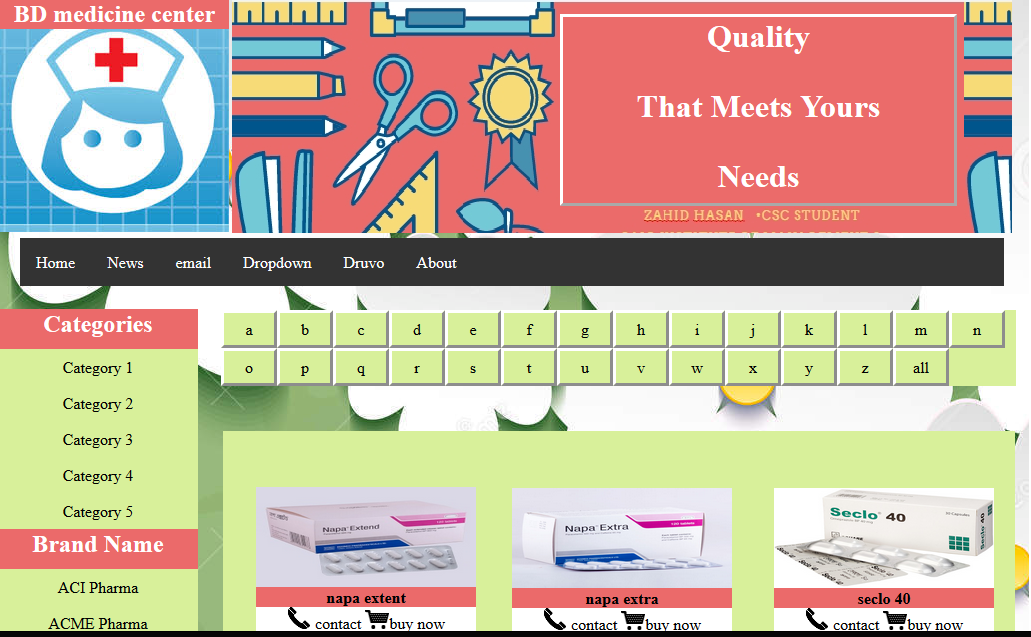 BD medicine center
Quality
That Meets Yours
Needs
ZAHID HASAN •CSC STUDENT
Home News email Dropdown Druvo About
Categories
Category 1
Category 2
Category 3
Category 4
Category 5
Brand Name
ACI Pharma
ACME Pharma
a b c d e f g h i j k l m n
o p q r s t u v w x y z all
Napa Extend
napa extent
contact buy now
Napa Extra
napa extra
contact buy now
Seclo 40
seclo 40
contact buy now